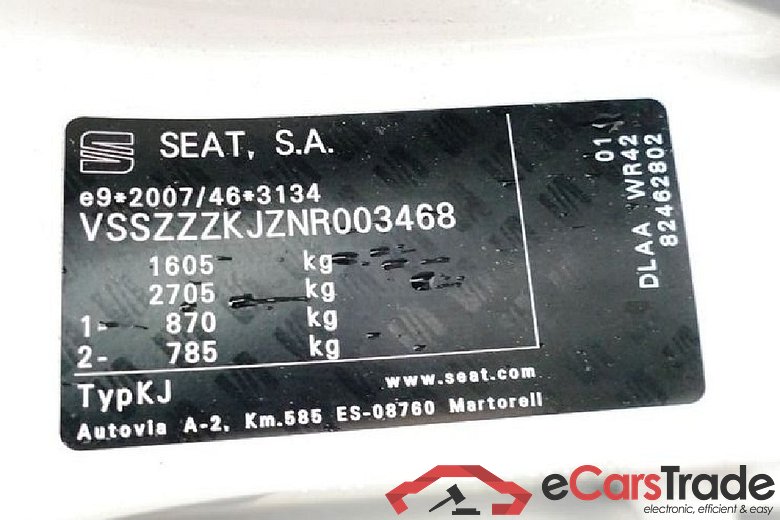 SEAT, S.A.
e9*2007/46*3134
VSSZZZKJZNR003468
1605 kg
2705 kg
1- 870 kg
2- 785 kg
TypKJ
www.seat.com
Autovia A-2, Km.585 ES-08760 Martorell
01
DLAA WR42
82462802
eCarsTrade
electronic, efficient & easy